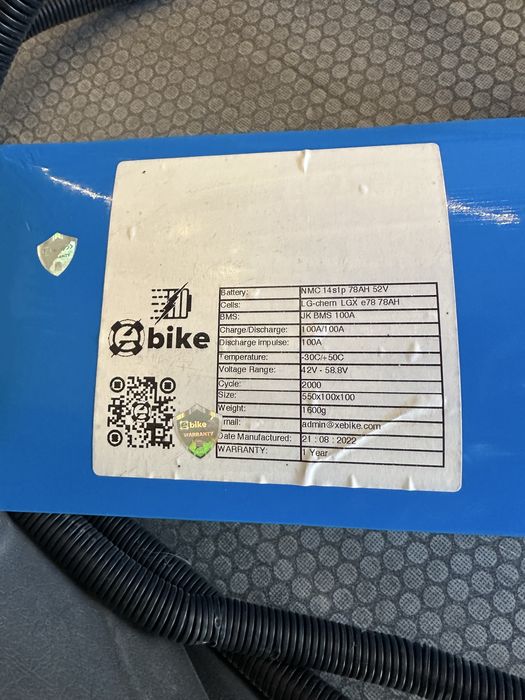 Battery: NMC 14s1p 78AH 52V
Cells: LG-chem LGX e78 78AH
BMS: JK BMS 100A
Charge/Discharge: 100A/100A
Discharge impulse: 100A
Temperature: -30C/+50C
Voltage Range: 42V - 58.8V
Cycle: 2000
Size: 550x100x100
Weight: 1600g
mail: admin@xebike.com
Date Manufactured: 21 : 08 : 2022
WARRANTY: 1 Year
bike
bike
WARRANTY